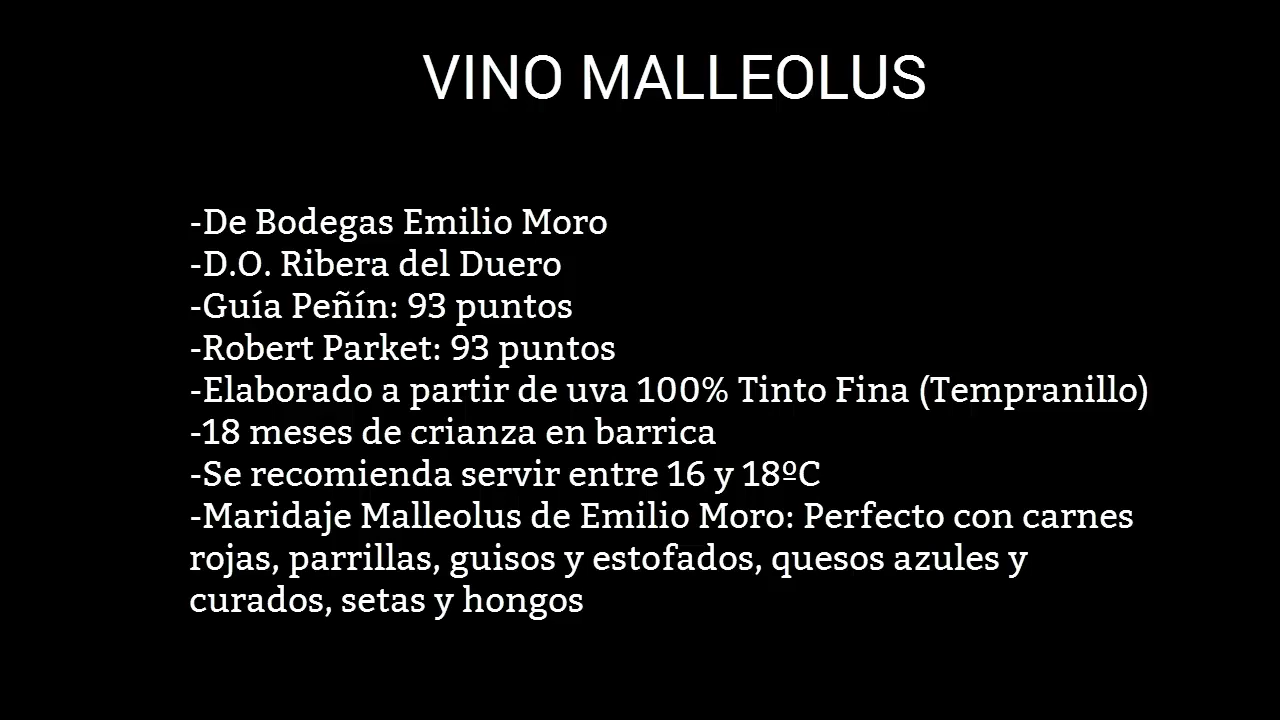 VINO MALLEOLUS
-De Bodegas Emilio Moro
-D.O. Ribera del Duero
-Guía Peñín: 93 puntos
-Robert Parket: 93 puntos
-Elaborado a partir de uva 100% Tinto Fina (Tempranillo)
-18 meses de crianza en barrica
-Se recomienda servir entre 16 y 18ºC
-Maridaje Malleolus de Emilio Moro: Perfecto con carnes
rojas, parrillas, guisos y estofados, quesos azules y
curados, setas y hongos